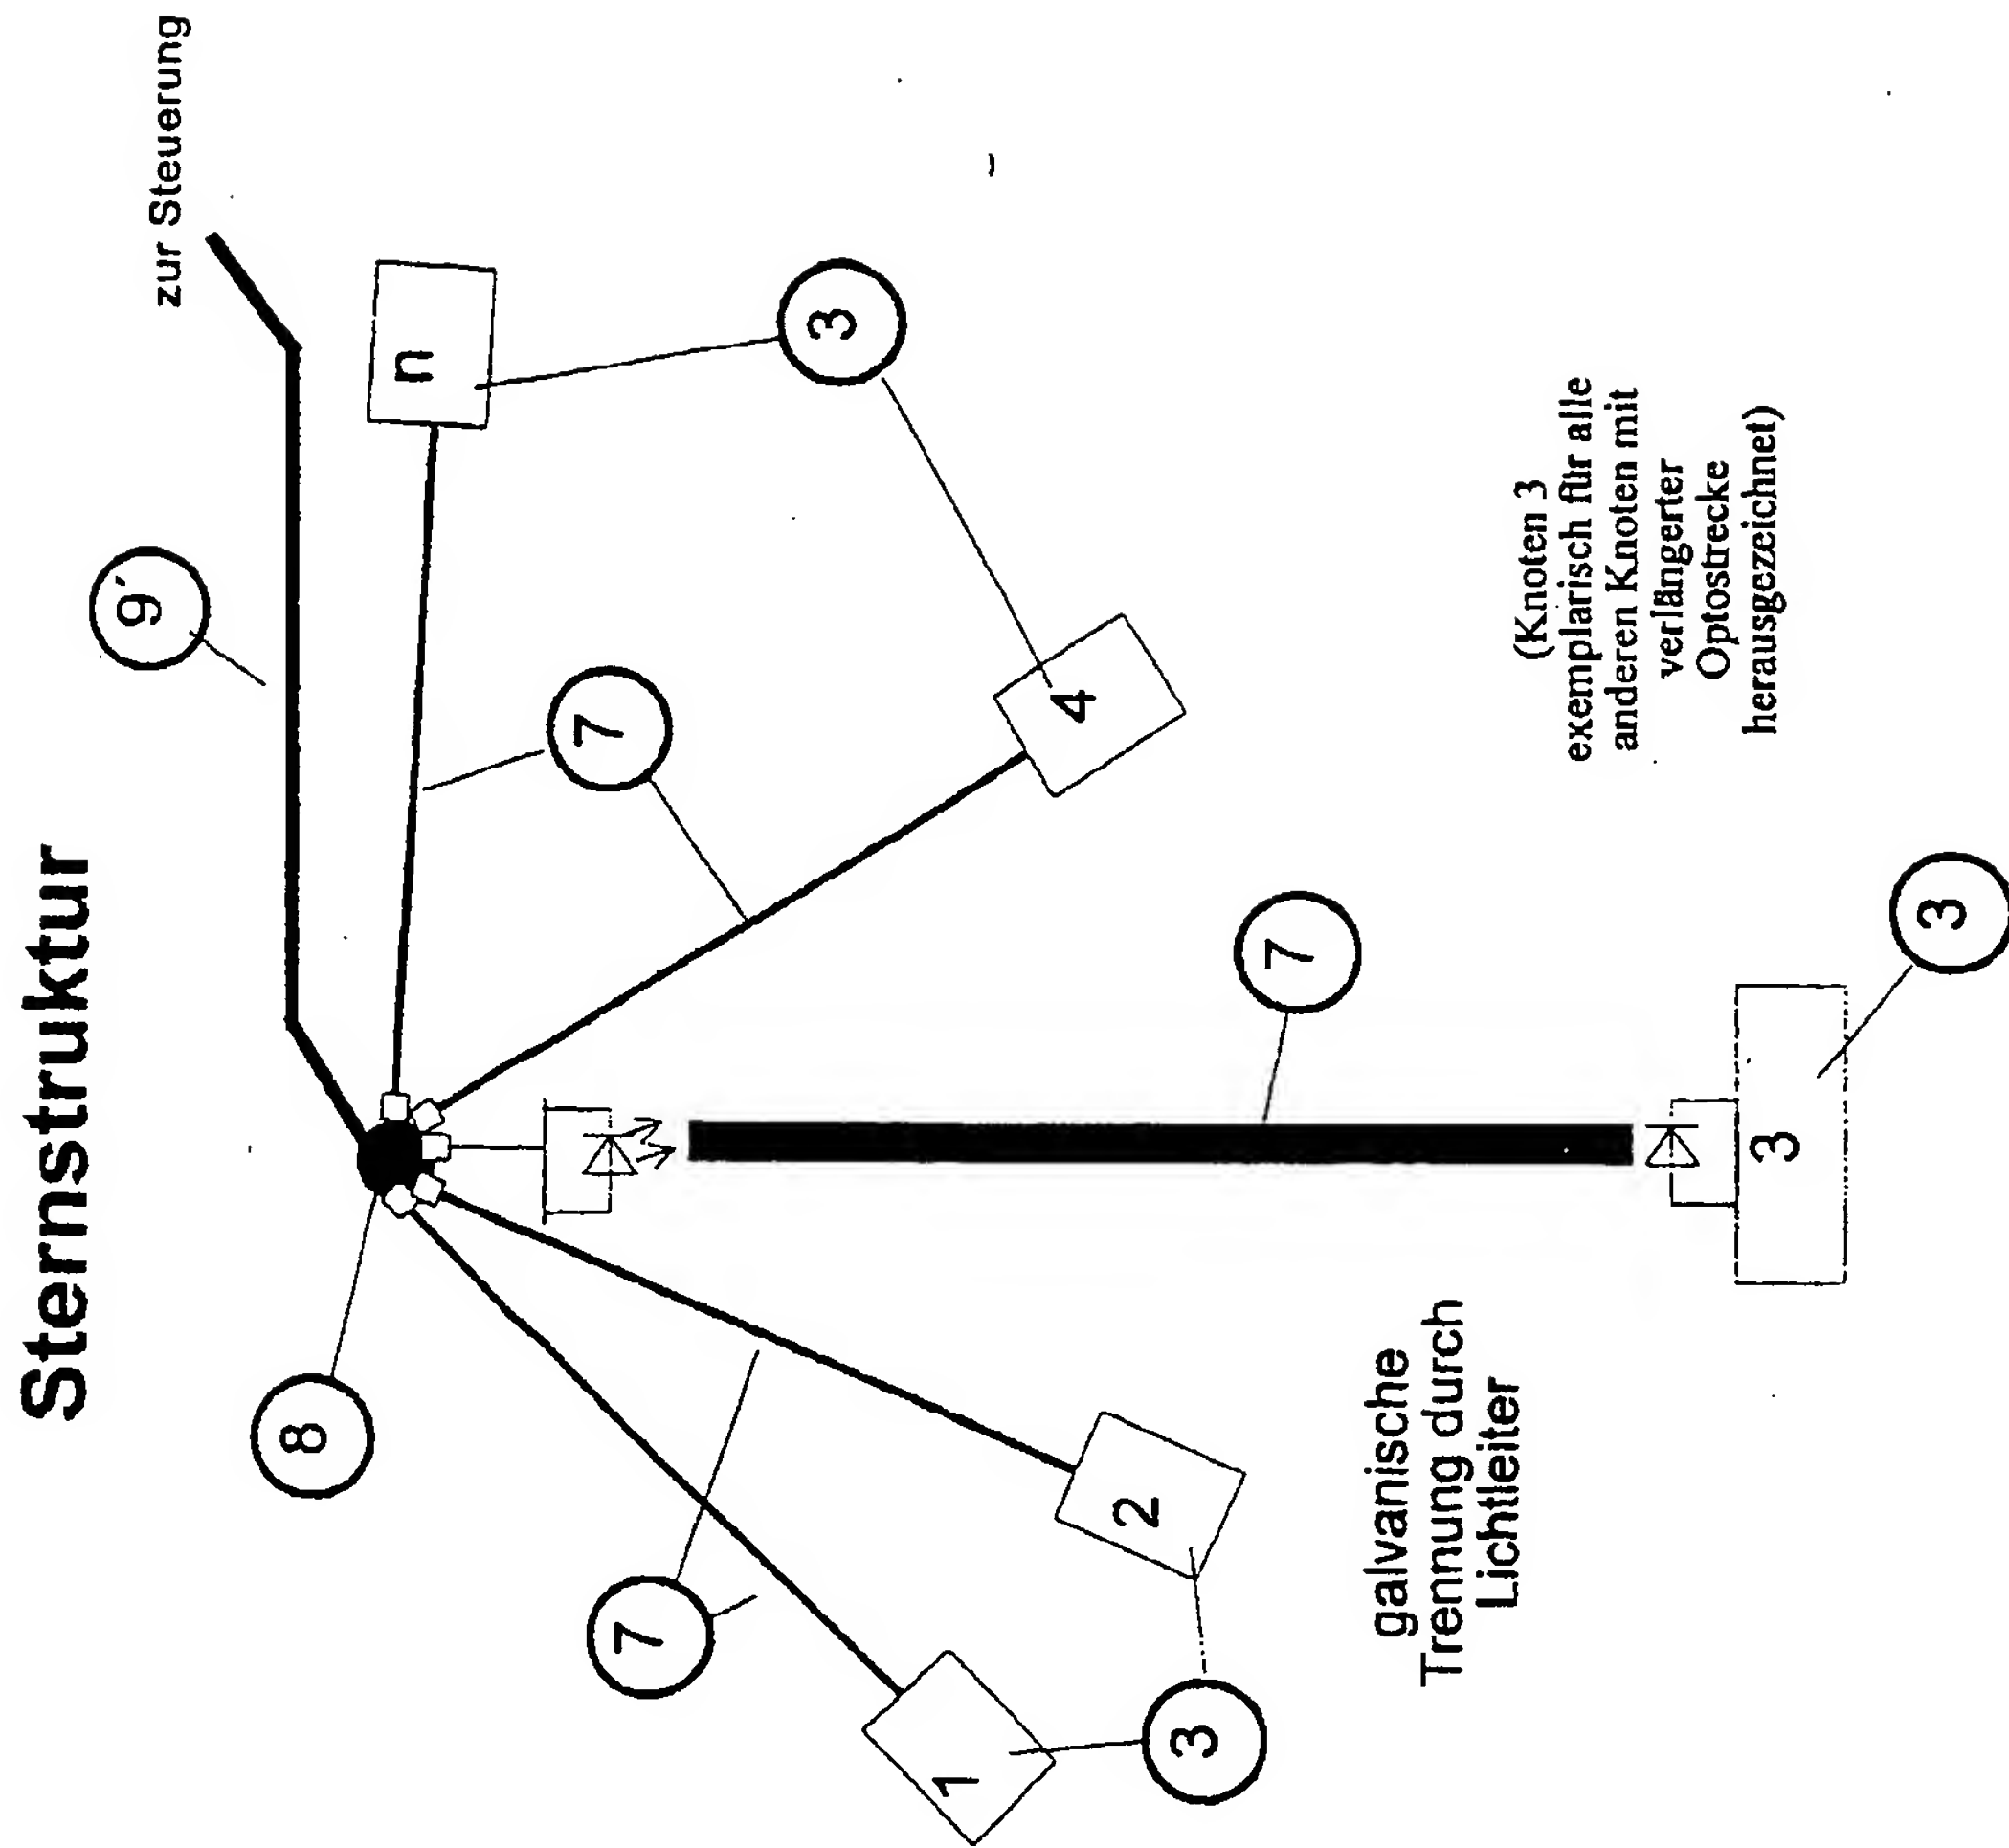 Sternstruktur
zur Steuerung
9´
8
7
7
7
n
4
3
1
2
3
3
3
galvanische
Trennung durch
Lichtleiter
(Knoten 3
exemplarisch für alle
anderen Knoten mit
verlängerter
Optostrecke
herausgezeichnet)